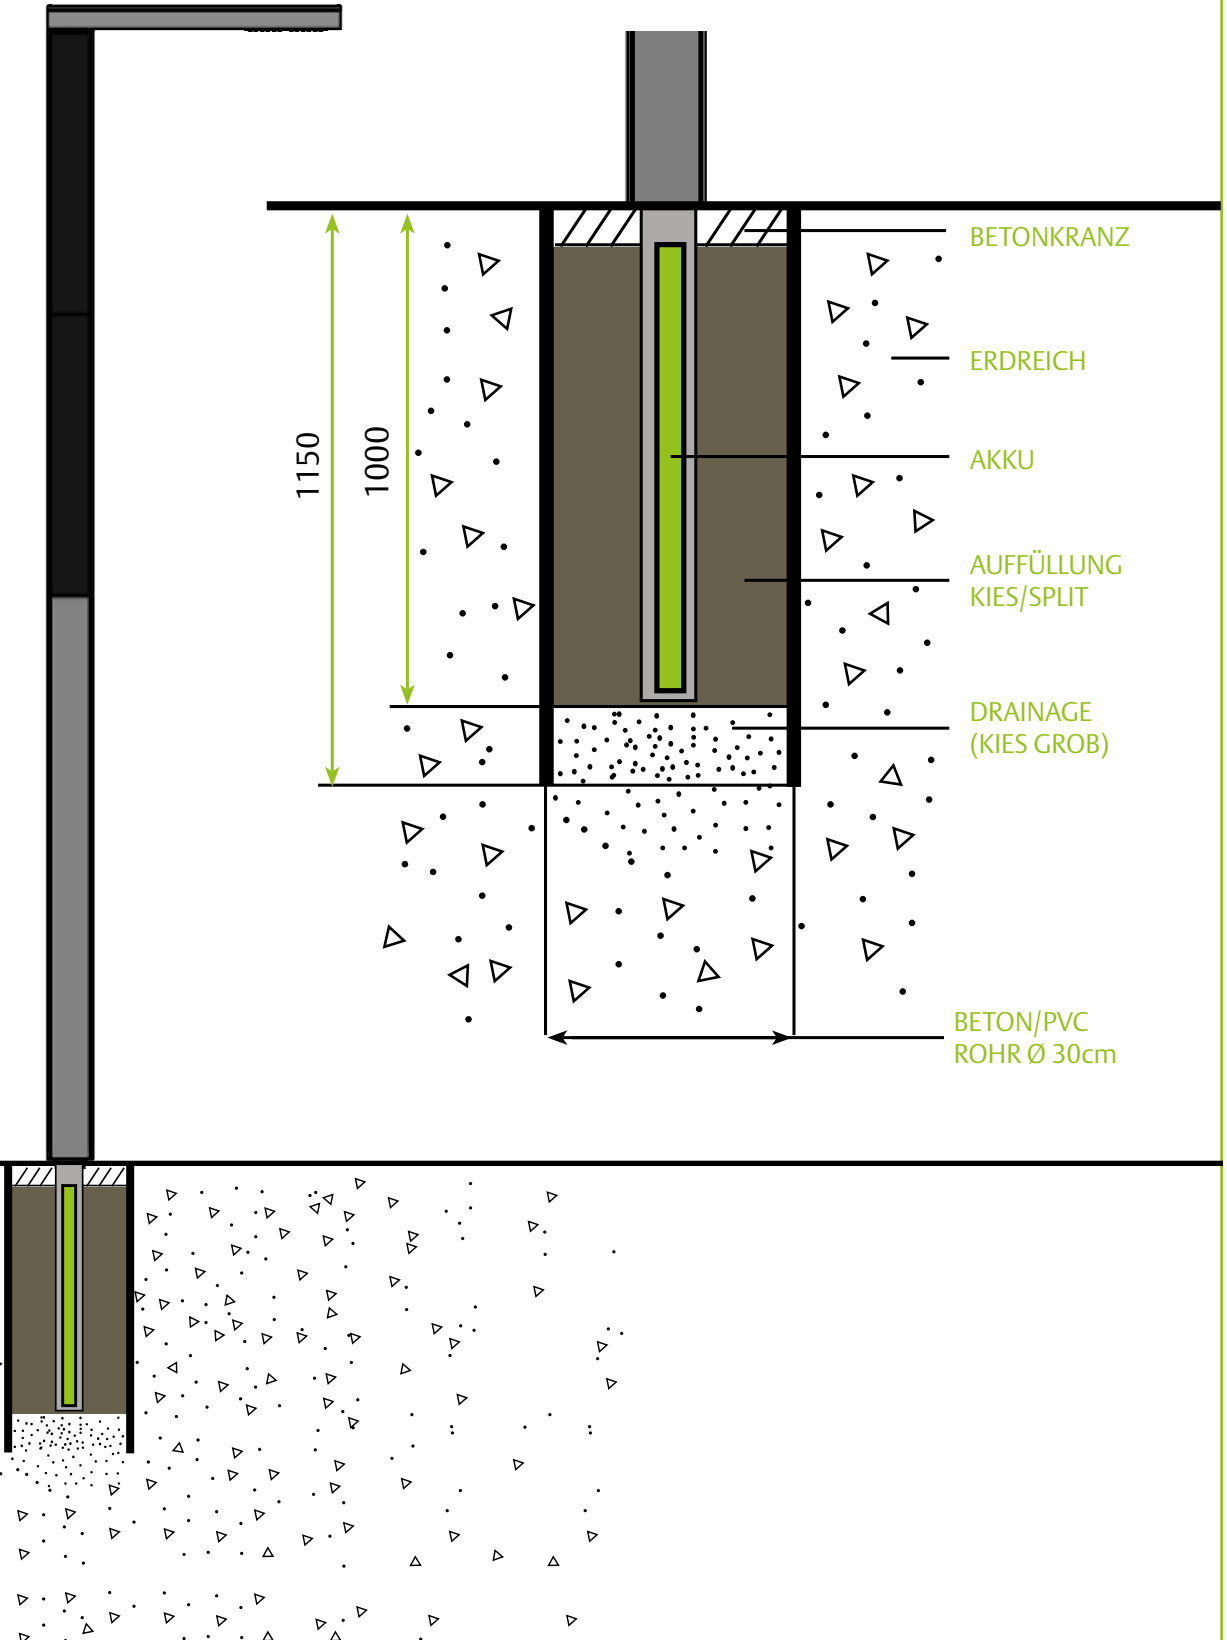 BETONKRANZ
ERDREICH
1150
1000
AKKU
AUFFÜLLUNG
KIES/SPLIT
DRAINAGE
(KIES GROB)
BETON/PVC
ROHR Ø 30cm